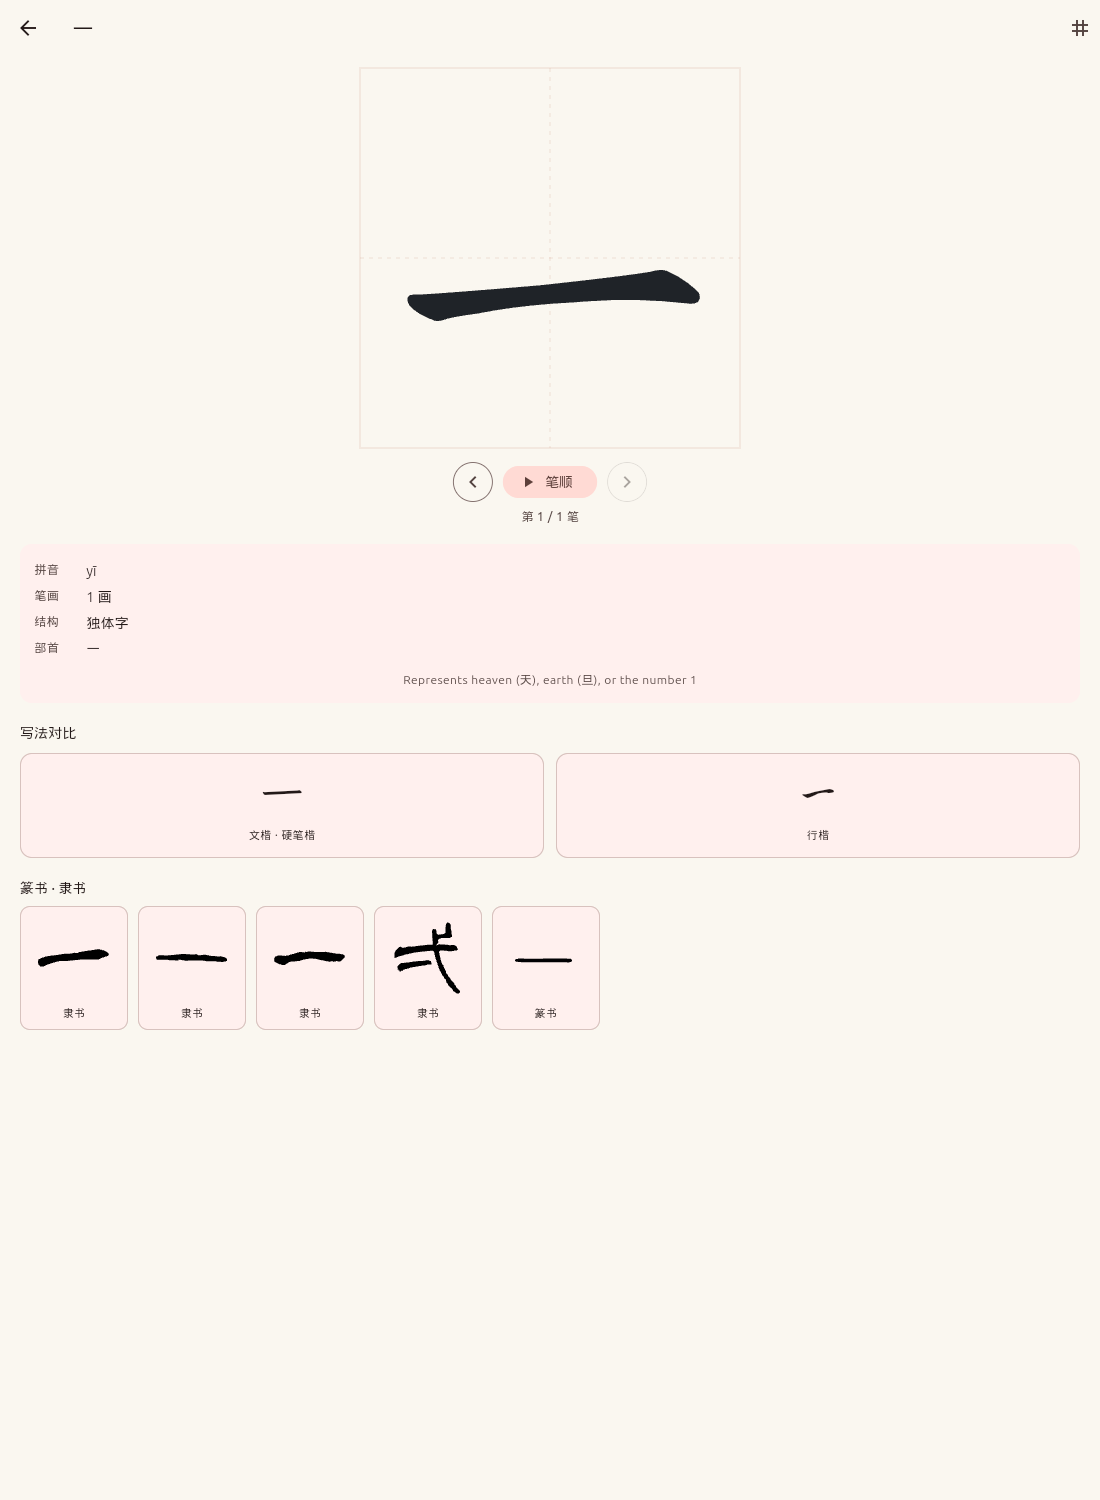 一
一
笔顺
第 1 / 1 笔
拼音 yī
笔画 1 画
结构 独体字
部首 一
Represents heaven (天), earth (旦), or the number 1
写法对比
一 一
文楷 · 硬笔楷 行楷
篆书 · 隶书
一 一 一 弌 一
隶书 隶书 隶书 隶书 篆书